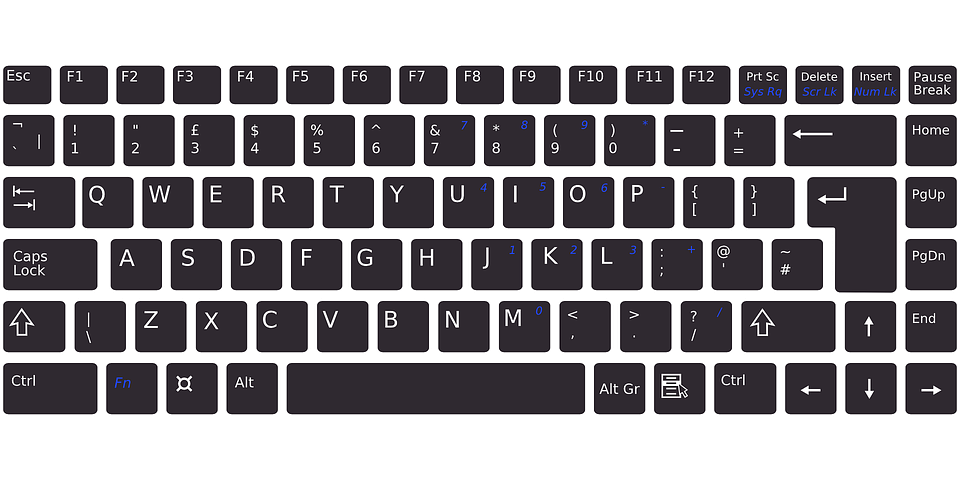 Esc F1 F2 F3 F4 F5 F6 F7 F8 F9 F10 F11 F12 Prt Sc Delete Insert Pause
Sys Rq Scr Lk Num Lk Break
¬ | ! " £ $ % ^ & 7 * 8 ( 9 ) * _ + Home
` 1 2 3 4 5 6 7 8 9 0 - =
Q W E R T Y U 4 I 5 O 6 P - { } PgUp
[ ]
Caps A S D F G H J 1 K 2 L 3 : + @ ~ PgDn
Lock ; ' #
| Z X C V B N M 0 < > ? / End
\ , . /
Ctrl Fn ¤ Alt Alt Gr Ctrl